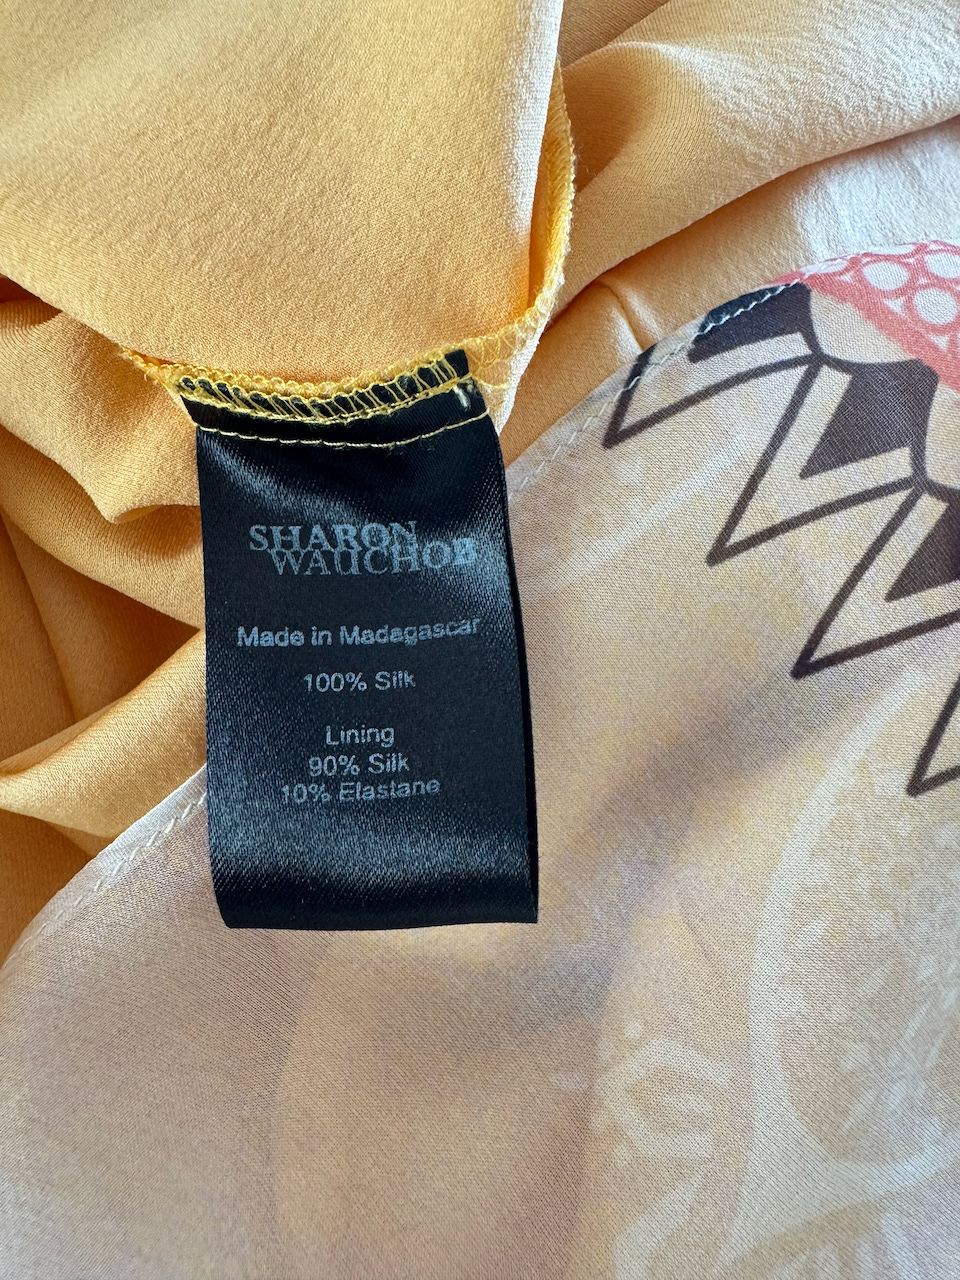 SHARON
WAUCHOB
Made in Madagascar
100% Silk
Lining
90% Silk
10% Elastane